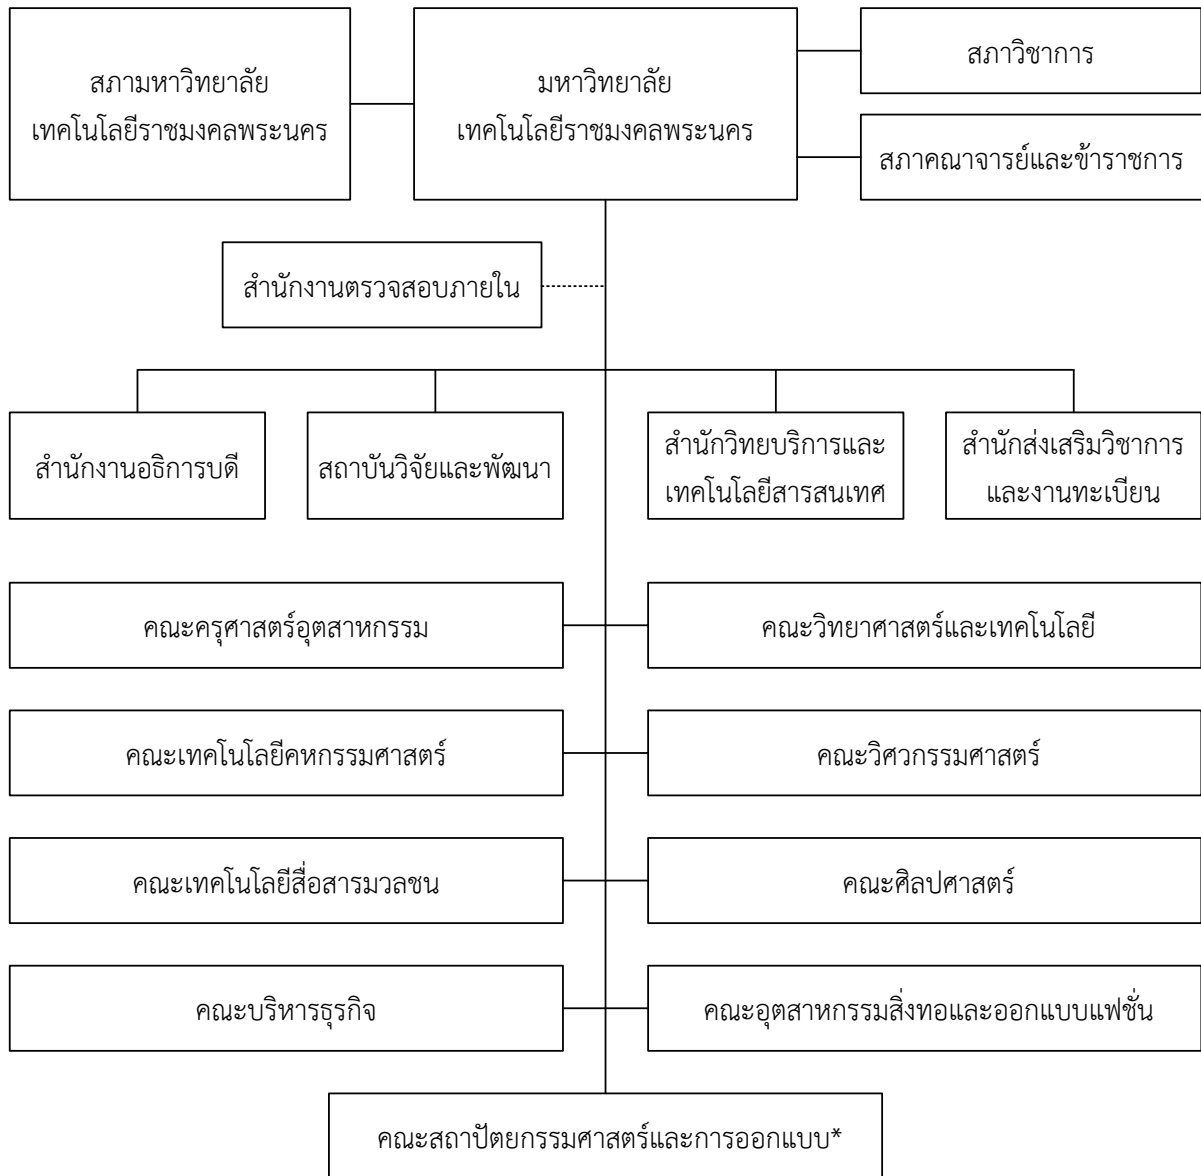 สภามหาวิทยาลัย
เทคโนโลยีราชมงคลพระนคร
มหาวิทยาลัย
เทคโนโลยีราชมงคลพระนคร
สภาวิชาการ
สภาคณาจารย์และข้าราชการ
สำนักงานตรวจสอบภายใน
สำนักงานอธิการบดี
สถาบันวิจัยและพัฒนา
สำนักวิทยบริการและ
เทคโนโลยีสารสนเทศ
สำนักส่งเสริมวิชาการ
และงานทะเบียน
คณะครุศาสตร์อุตสาหกรรม
คณะวิทยาศาสตร์และเทคโนโลยี
คณะเทคโนโลยีคหกรรมศาสตร์
คณะวิศวกรรมศาสตร์
คณะเทคโนโลยีสื่อสารมวลชน
คณะศิลปศาสตร์
คณะบริหารธุรกิจ
คณะอุตสาหกรรมสิ่งทอและออกแบบแฟชั่น
คณะสถาปัตยกรรมศาสตร์และการออกแบบ*